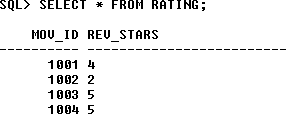 SQL> SELECT * FROM RATING;
MOV_ID REV_STARS
---------- -------------------------
1001 4
1002 2
1003 5
1004 5